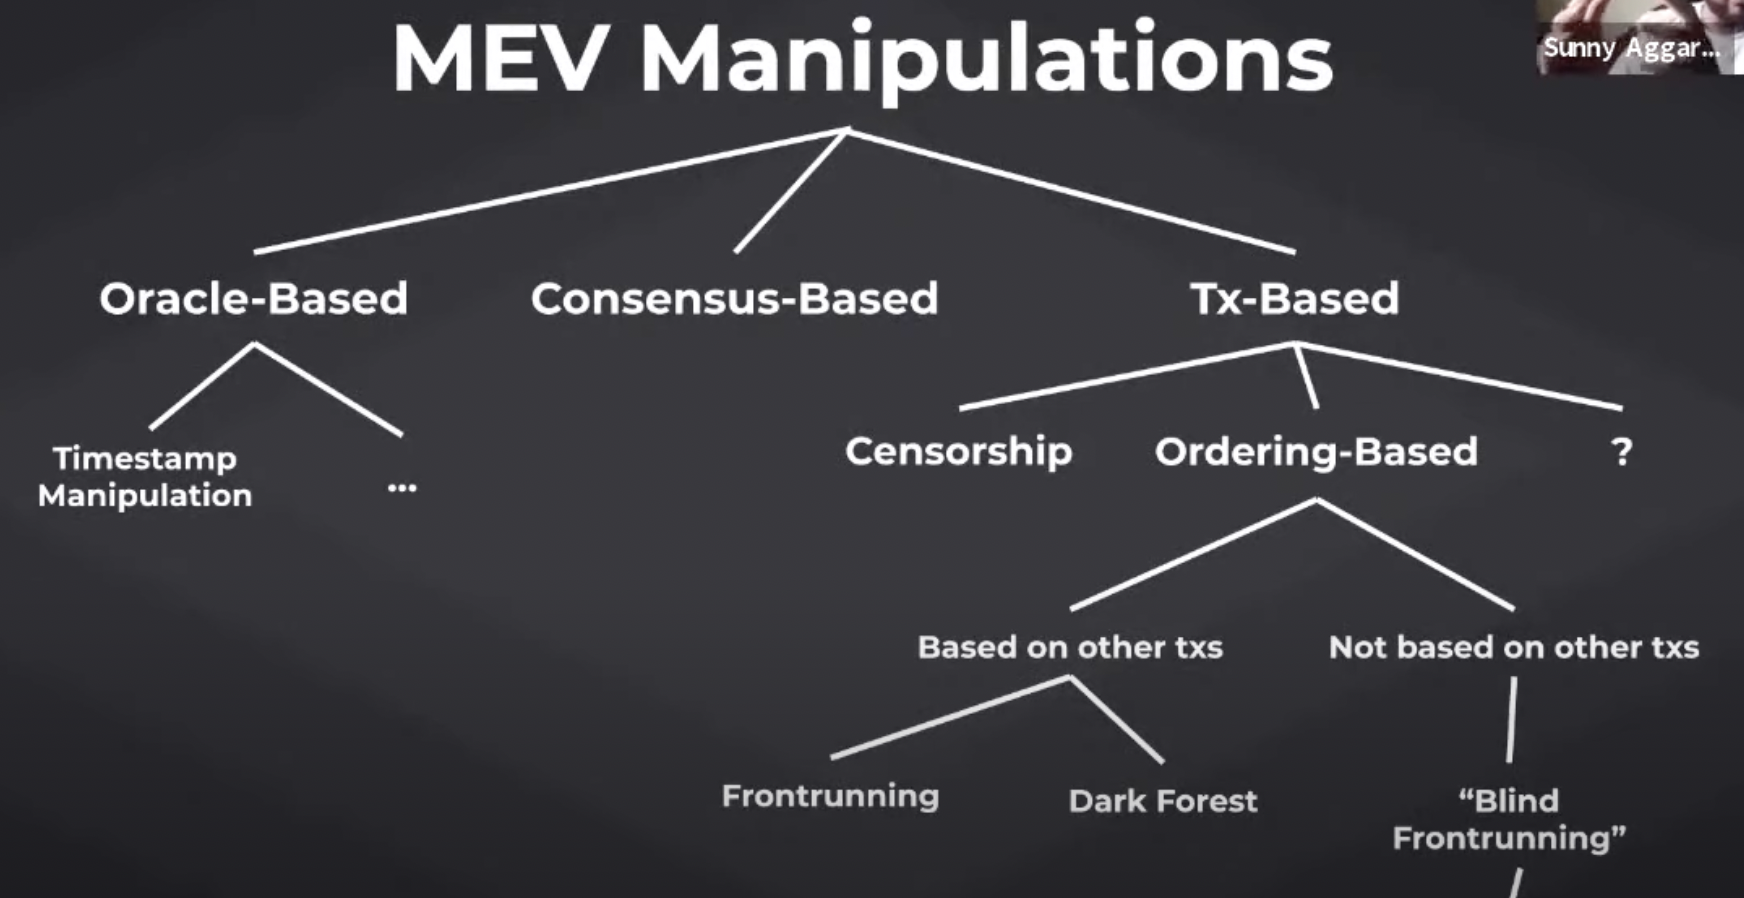 MEV Manipulations
Sunny Aggar...
Oracle-Based
Consensus-Based
Tx-Based
Timestamp
Manipulation
...
Censorship
Ordering-Based
?
Based on other txs
Not based on other txs
Frontrunning
Dark Forest
“Blind
Frontrunning”